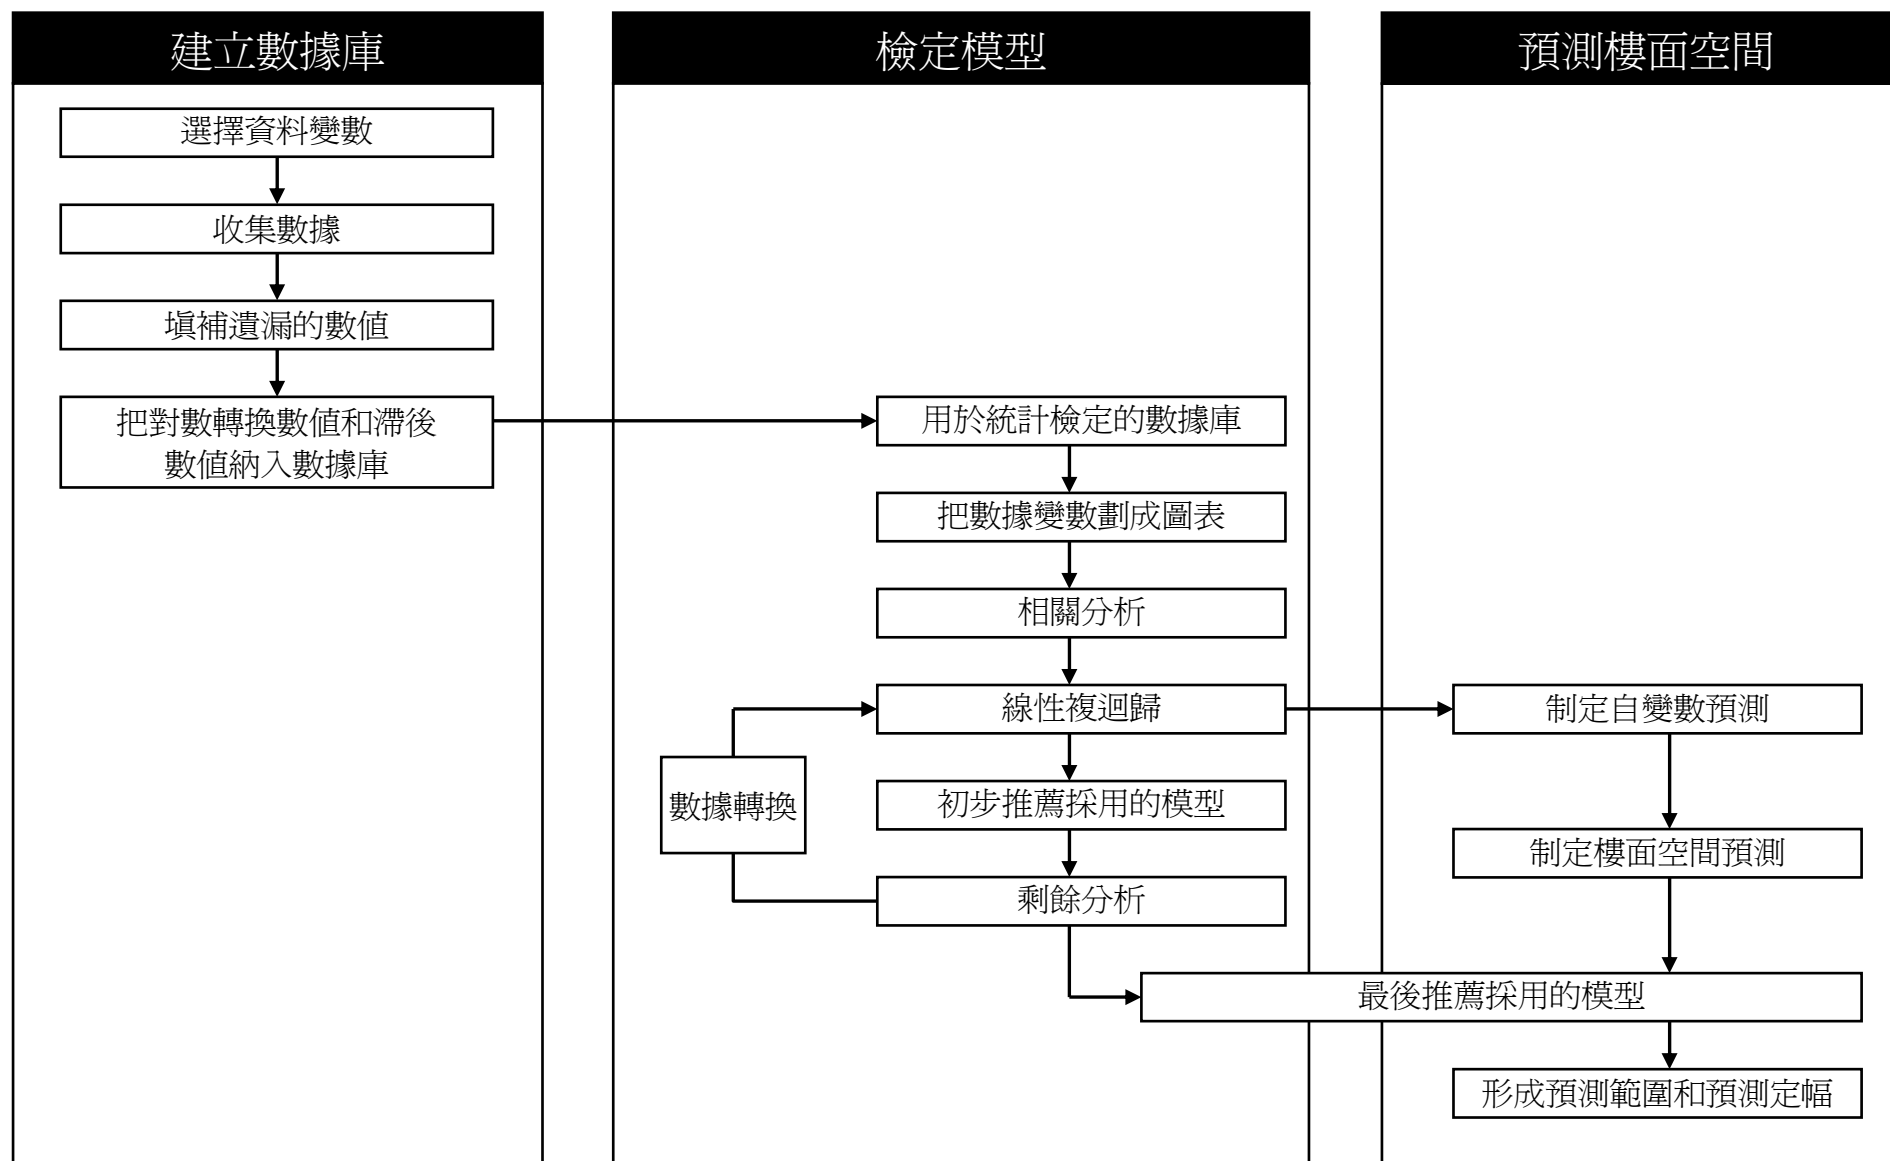 建立數據庫
選擇資料變數
收集數據
填補遺漏的數值
把對數轉換數值和滯後
數值納入數據庫
檢定模型
用於統計檢定的數據庫
把數據變數劃成圖表
相關分析
線性複迴歸
數據轉換
初步推薦採用的模型
剩餘分析
預測樓面空間
制定自變數預測
制定樓面空間預測
最後推薦採用的模型
形成預測範圍和預測定幅